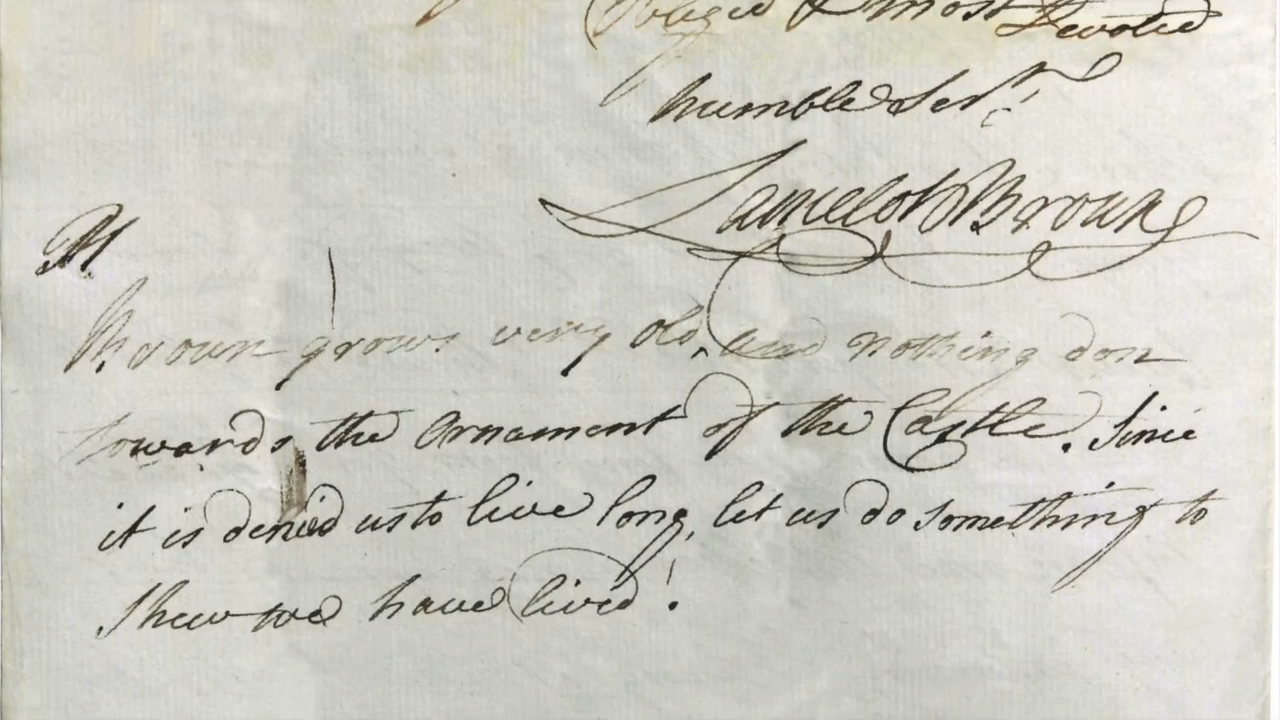 Obliged & most Devoted
humble Servt
Lancelot Brown
Brown grows very old, and nothing don
towards the Ornament of the Castle. Since
it is denied us to live long, let us do something to
shew we have lived!